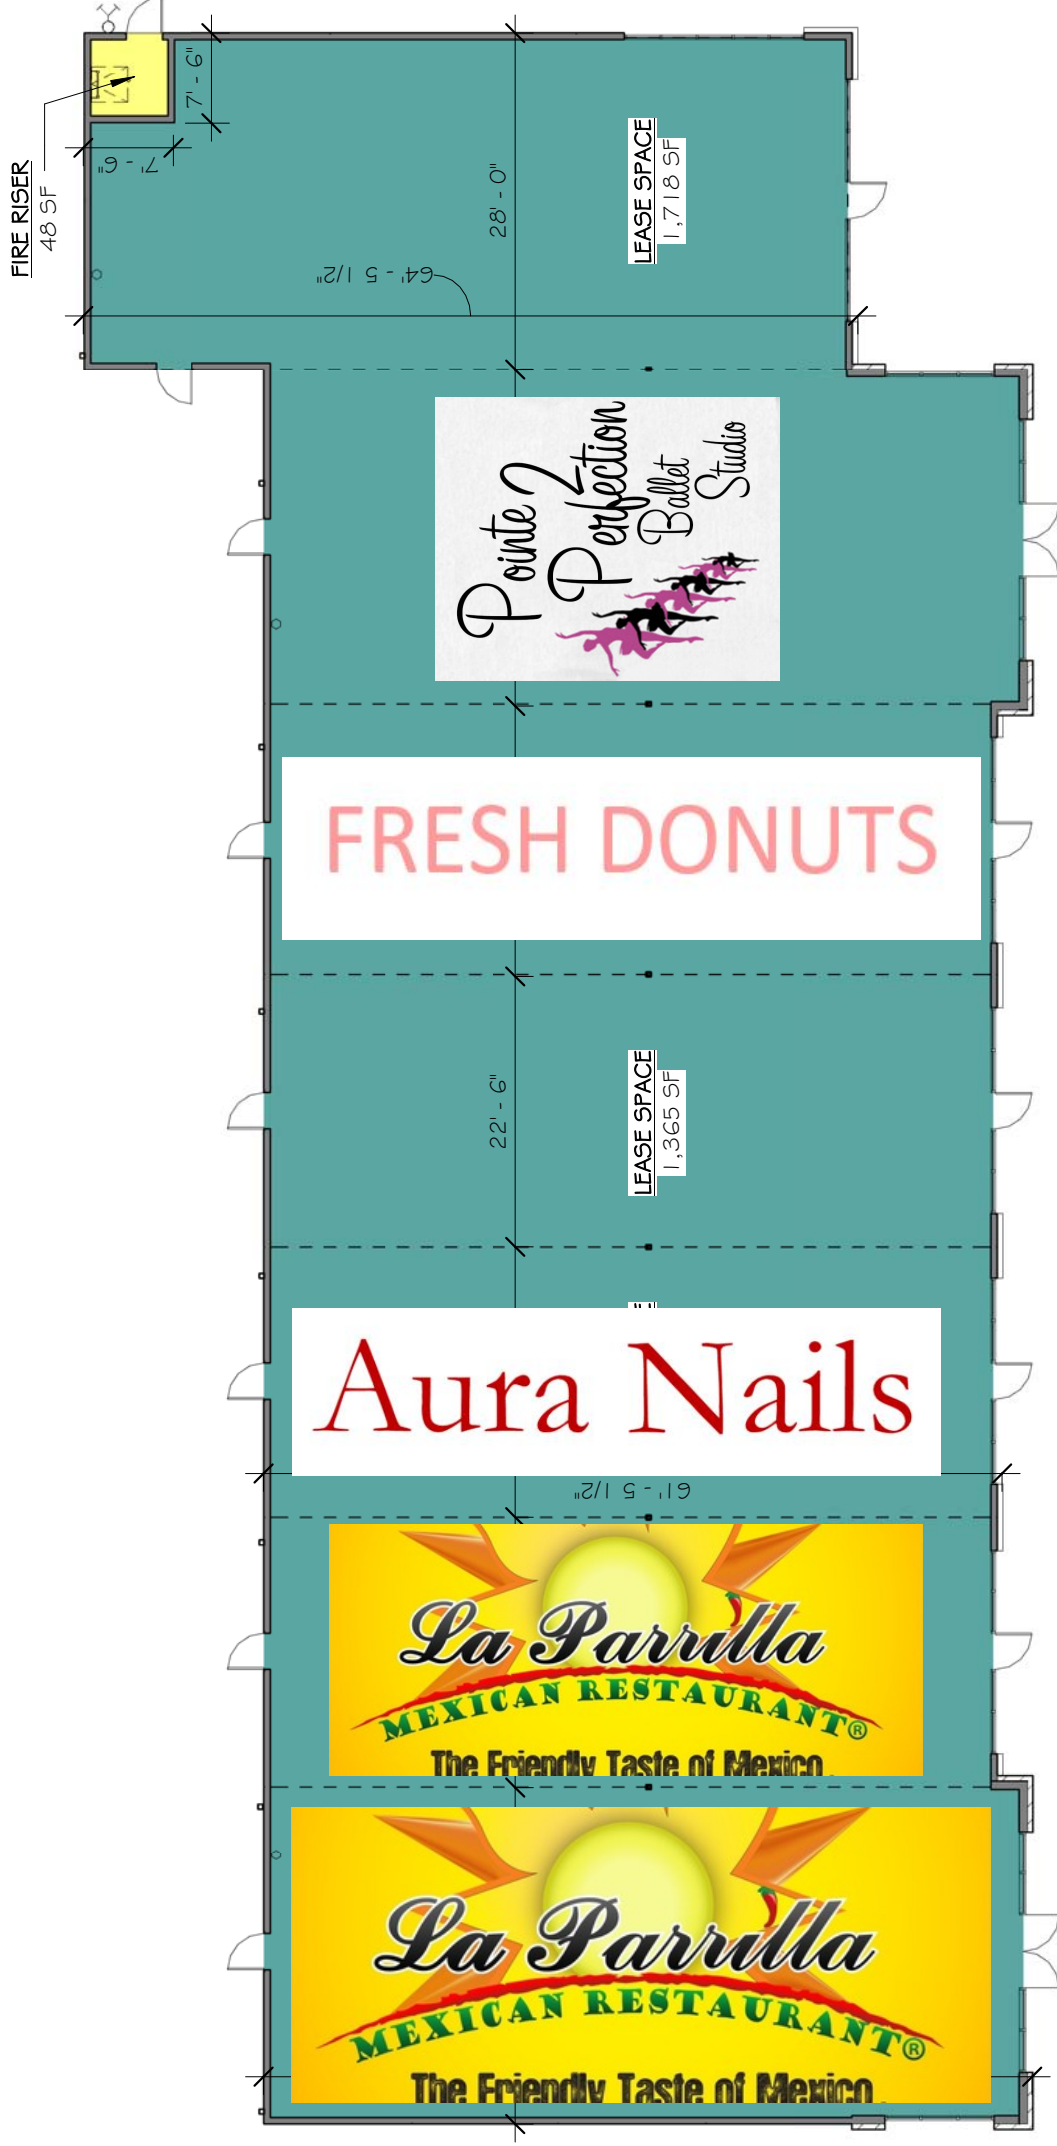 FIRE RISER
48 SF
7' - 6"
7' - 6"
28' - 0"
64' - 5 1/2"
LEASE SPACE
1,718 SF
Pointe 2
Perfection
Ballet
Studio
FRESH DONUTS
22' - 6"
LEASE SPACE
1,365 SF
Aura Nails
61' - 5 1/2"
La Parrilla
MEXICAN RESTAURANT®
The Friendly Taste of Mexico.
La Parrilla
MEXICAN RESTAURANT®
The Friendly Taste of Mexico.